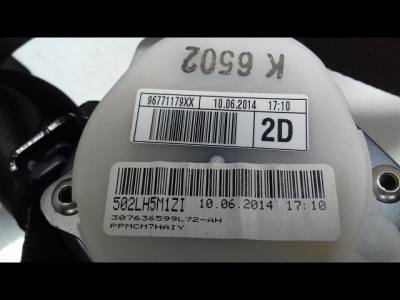 K 6502
96771179XX 10.06.2014 17:10
2D
502LH5M1ZI 10.06.2014 17:10
307636599L72-AH
PPMCM7HAIY